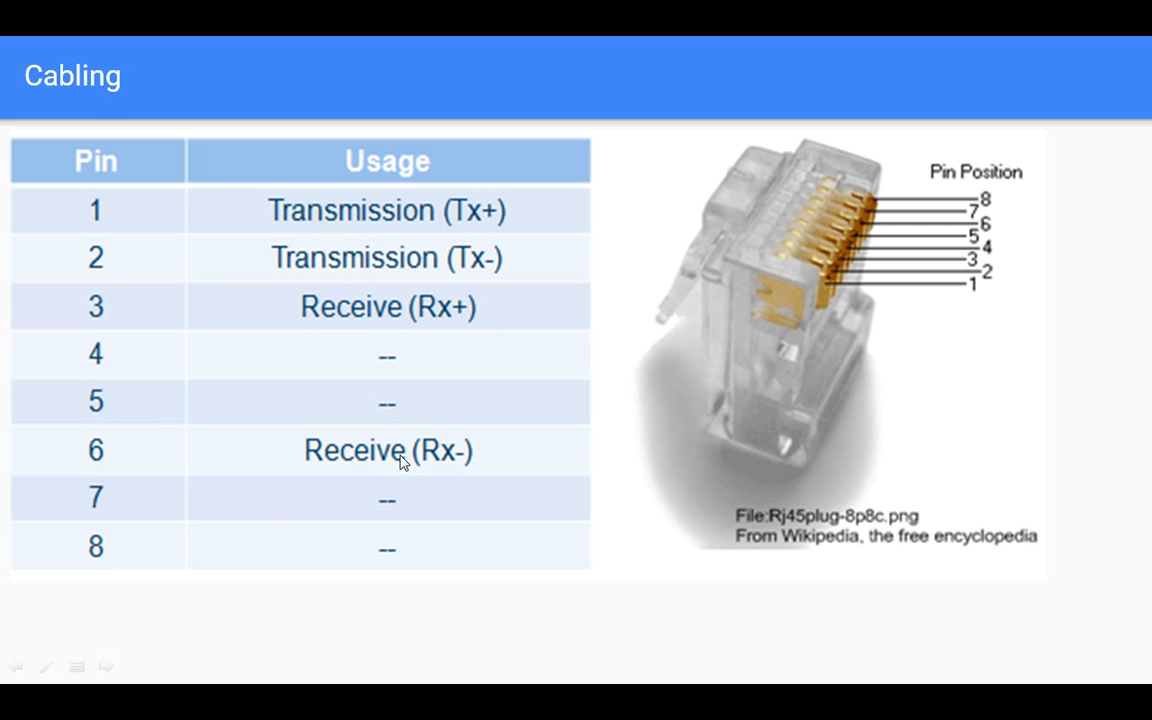 Cabling
Pin Usage
1 Transmission (Tx+)
2 Transmission (Tx-)
3 Receive (Rx+)
4 --
5 --
6 Receive (Rx-)
7 --
8 --
Pin Position
8
7
6
5
4
3
2
1
File:Rj45plug-8p8c.png
From Wikipedia, the free encyclopedia